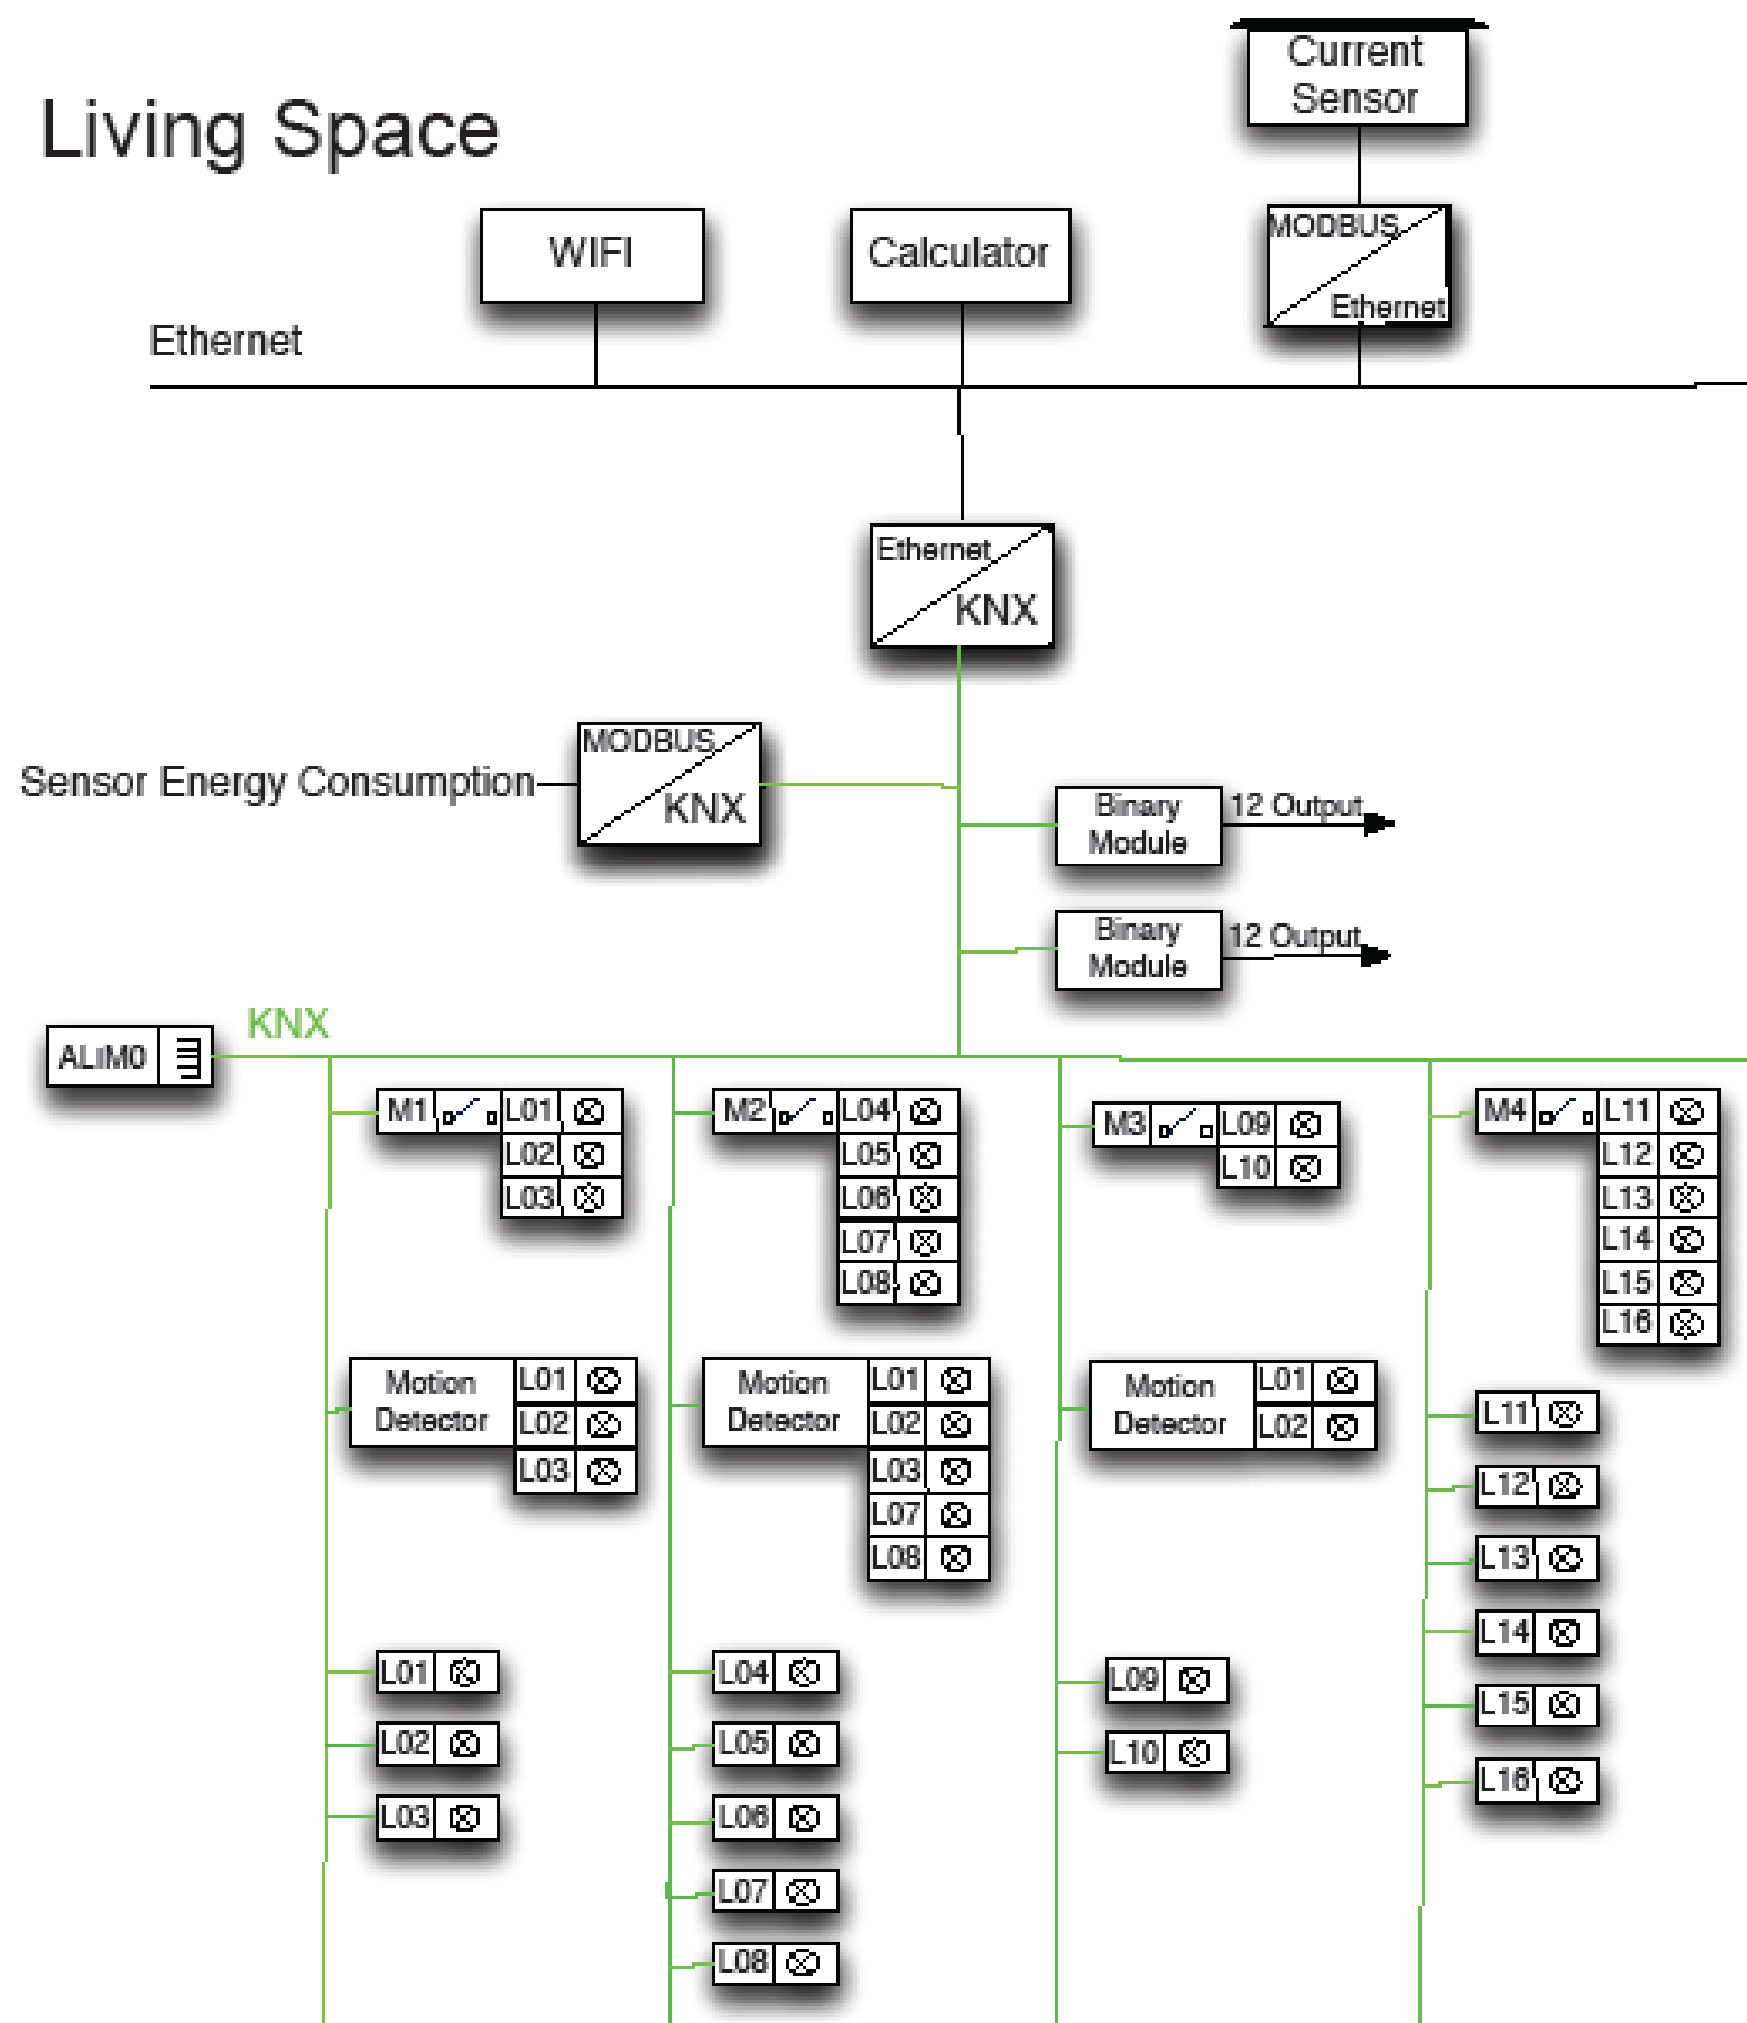 Current
Sensor
Living Space
WIFI
Calculator
MODBUS
Ethernet
Ethernet
Ethernet
KNX
MODBUS
KNX
Sensor Energy Consumption
Binary
Module
12 Output
Binary
Module
12 Output
KNX
ALiM0
M1 L01
L02
L03
M2 L04
L05
L06
L07
L08
M3 L09
L10
M4 L11
L12
L13
L14
L15
L16
Motion
Detector
L01
L02
L03
Motion
Detector
L01
L02
L03
L07
L08
Motion
Detector
L01
L02
L11
L12
L13
L14
L15
L16
L01
L02
L03
L04
L05
L06
L07
L08
L09
L10